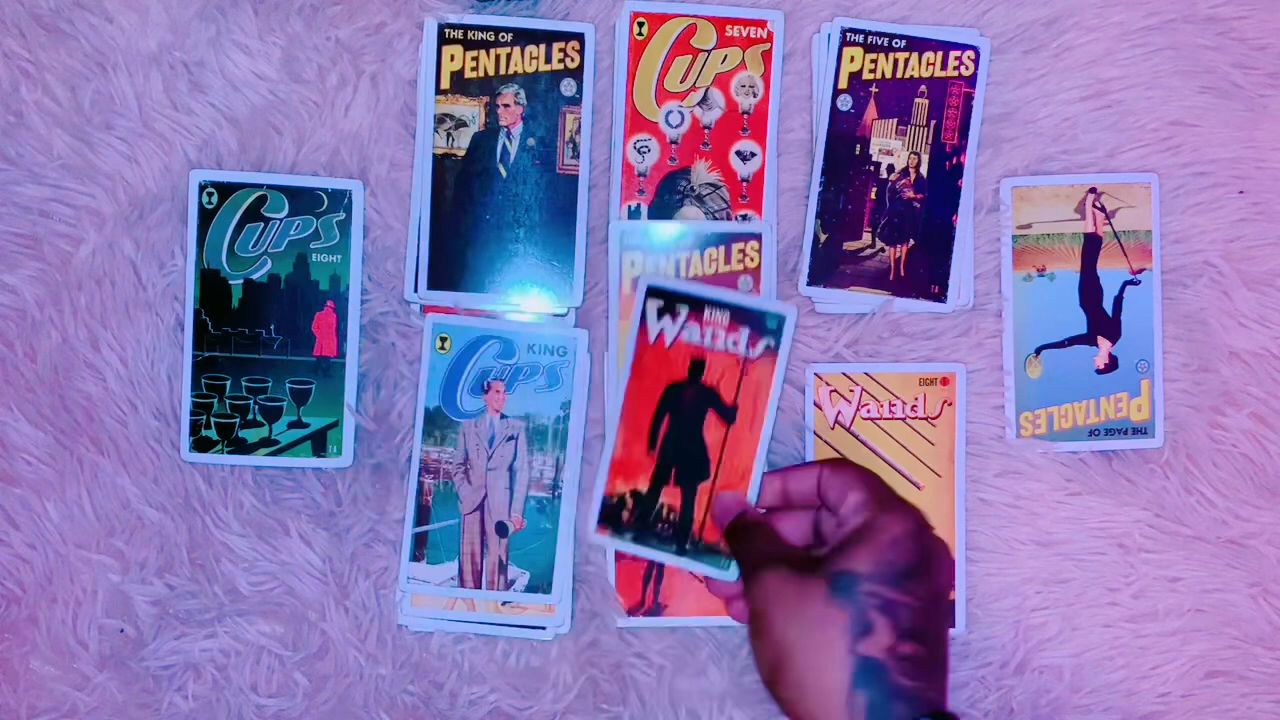 THE KING OF
PENTACLES
SEVEN
CUPS
THE FIVE OF
PENTACLES
CUPS
EIGHT
PENTACLES
KING
CUPS
KING
Wands
EIGHT
Wands
THE PAGE OF
PENTACLES